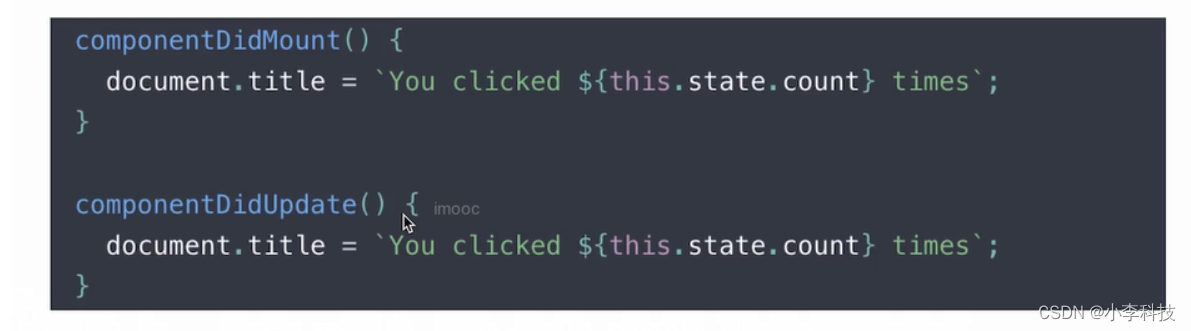 componentDidMount() {
  document.title = `You clicked ${this.state.count} times`;
}
componentDidUpdate() { imooc
  document.title = `You clicked ${this.state.count} times`;
}
CSDN @小李科技